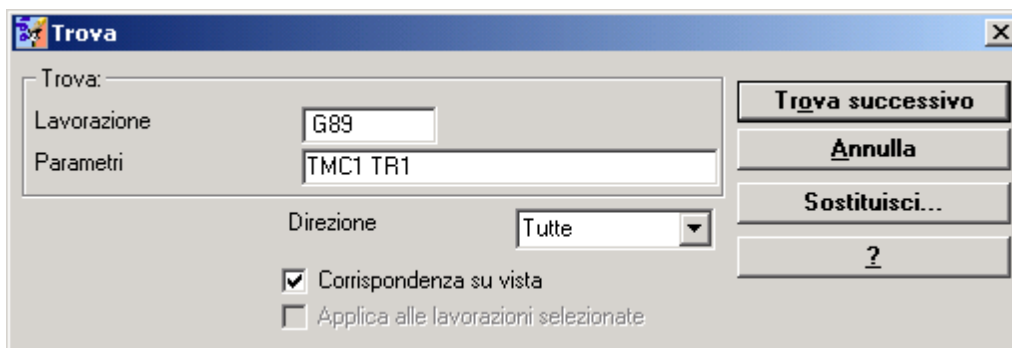 Trova
Trova:
Lavorazione G89
Parametri TMC1 TR1
Direzione Tutte
Corrispondenza su vista
Applica alle lavorazioni selezionate
Trova successivo
Annulla
Sostituisci...
?